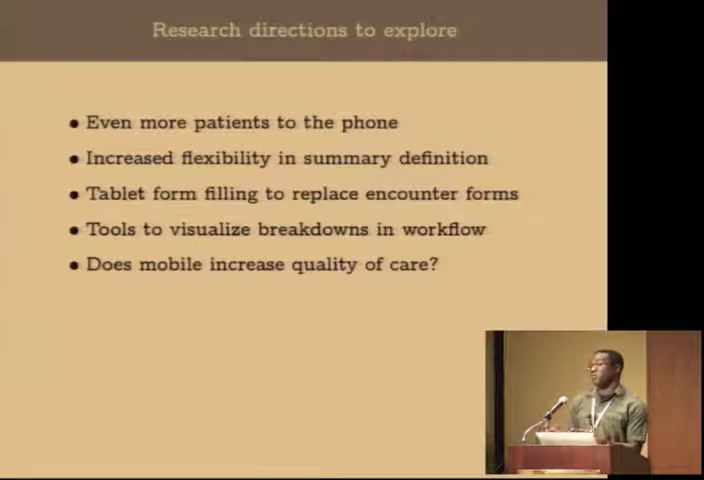 Research directions to explore
• Even more patients to the phone
• Increased flexibility in summary definition
• Tablet form filling to replace encounter forms
• Tools to visualize breakdowns in workflow
• Does mobile increase quality of care?